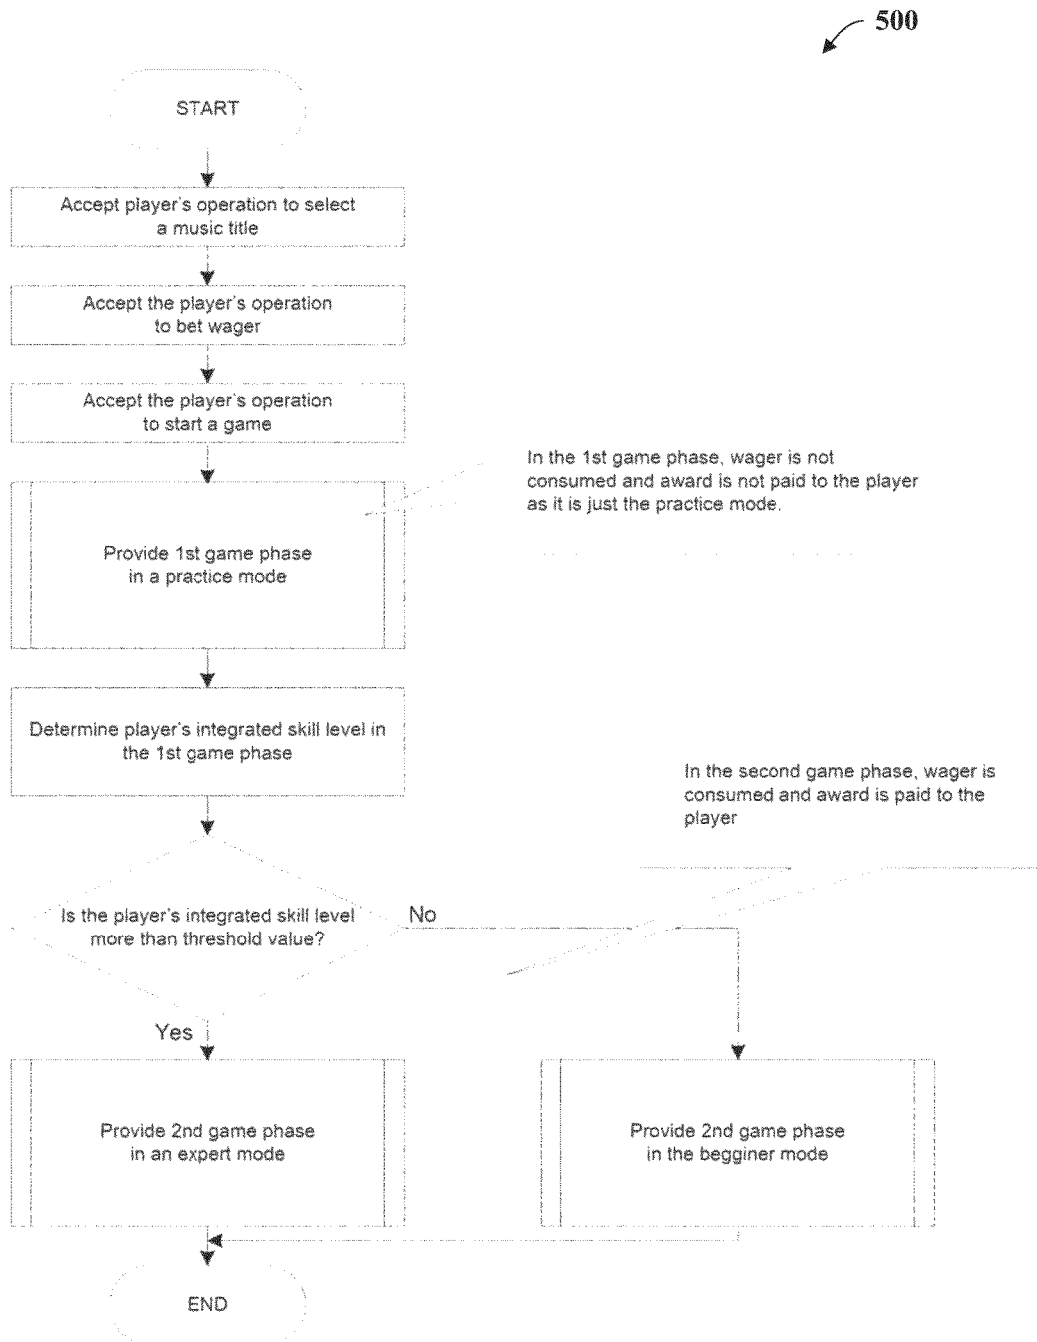 500
START
Accept player's operation to select
a music title
Accept the player's operation
to bet wager
Accept the player's operation
to start a game
In the 1st game phase, wager is not
consumed and award is not paid to the player
as it is just the practice mode.
Provide 1st game phase
in a practice mode
Determine player's integrated skill level in
the 1st game phase
In the second game phase, wager is
consumed and award is paid to the
player
Is the player's integrated skill level
more than threshold value?
No
Yes
Provide 2nd game phase
in an expert mode
Provide 2nd game phase
in the begginer mode
END